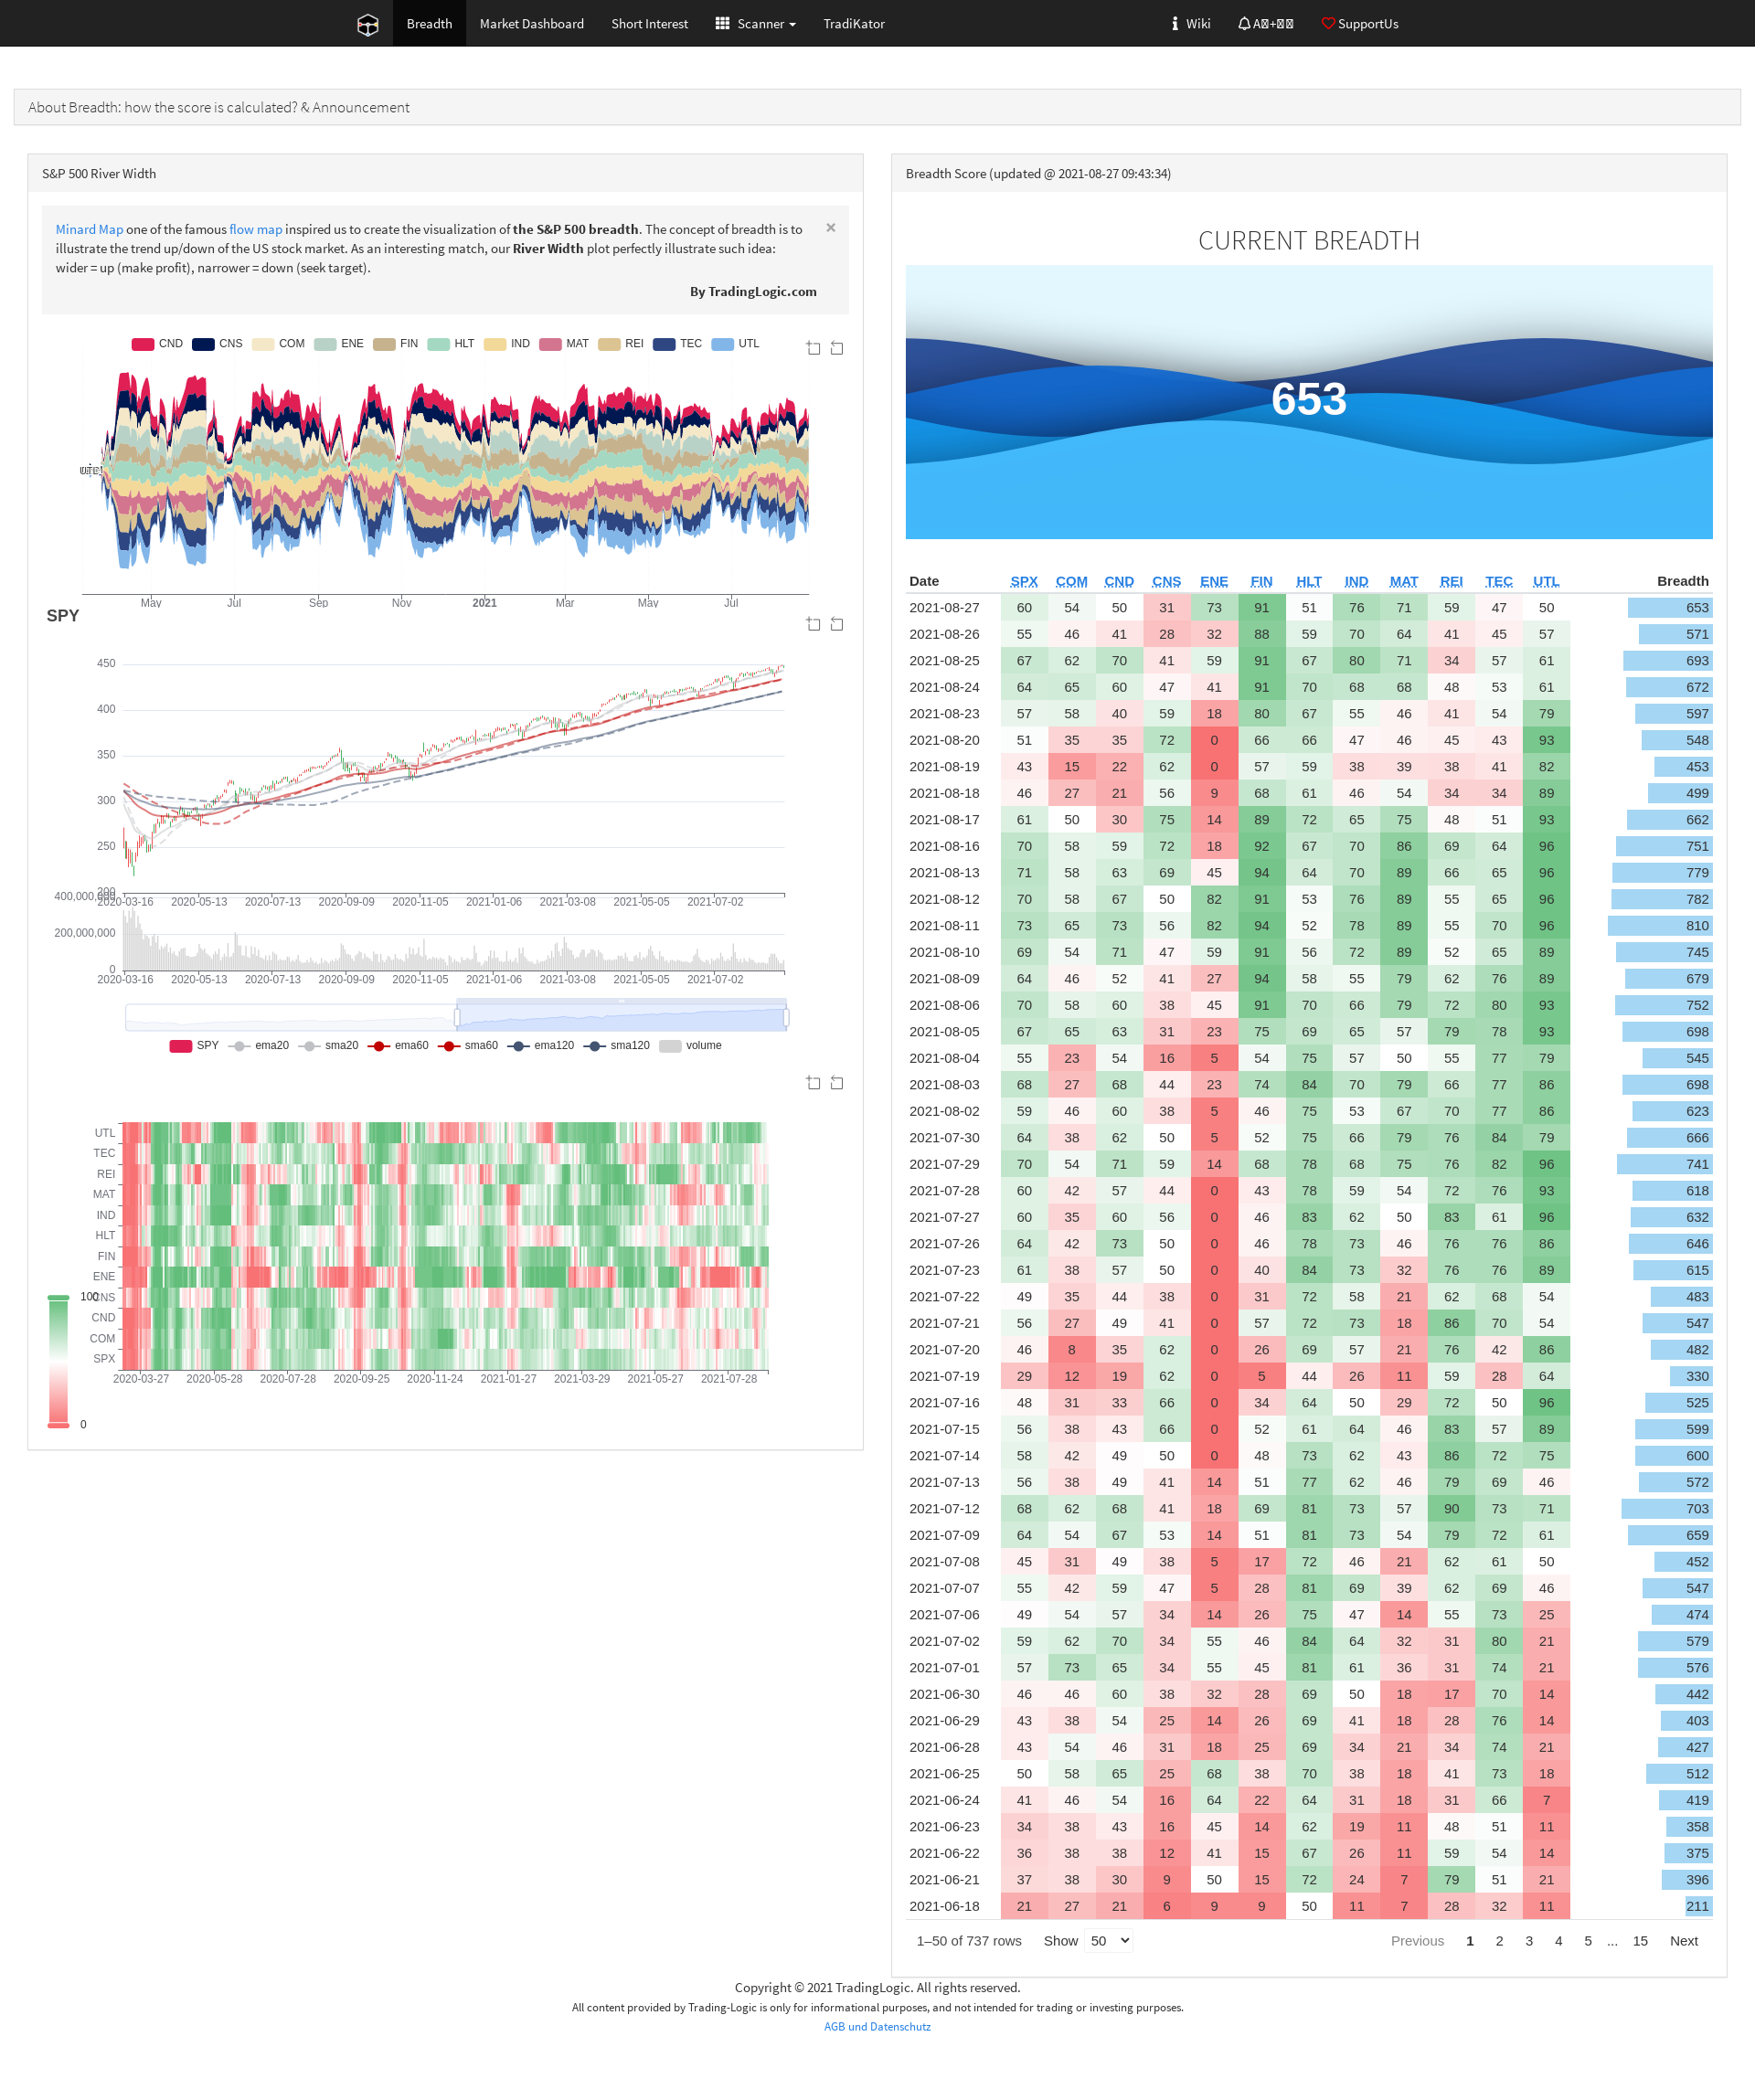 Breadth Market Dashboard Short Interest Scanner TradiKator Wiki SupportUs
About Breadth: how the score is calculated? & Announcement
S&P 500 River Width
Minard Map one of the famous flow map inspired us to create the visualization of the S&P 500 breadth. The concept of breadth is to
illustrate the trend up/down of the US stock market. As an interesting match, our River Width plot perfectly illustrate such idea:
wider = up (make profit), narrower = down (seek target).
×
By TradingLogic.com
CND CNS COM ENE FIN HLT IND MAT REI TEC UTL
May Jul Sep Nov 2021 Mar May Jul
SPY
450
400
350
300
250
200
2020-03-16 2020-05-13 2020-07-13 2020-09-09 2020-11-05 2021-01-06 2021-03-08 2021-05-05 2021-07-02
400,000,000
200,000,000
0
2020-03-16 2020-05-13 2020-07-13 2020-09-09 2020-11-05 2021-01-06 2021-03-08 2021-05-05 2021-07-02
SPY ema20 sma20 ema60 sma60 ema120 sma120 volume
UTL
TEC
REI
MAT
IND
HLT
FIN
ENE
CNS
CND
COM
SPX
100
0
2020-03-27 2020-05-28 2020-07-28 2020-09-25 2020-11-24 2021-01-27 2021-03-29 2021-05-27 2021-07-28
Breadth Score (updated @ 2021-08-27 09:43:34)
CURRENT BREADTH
653
Date SPX COM CND CNS ENE FIN HLT IND MAT REI TEC UTL Breadth
2021-08-27 60 54 50 31 73 91 51 76 71 59 47 50 653
2021-08-26 55 46 41 28 32 88 59 70 64 41 45 57 571
2021-08-25 67 62 70 41 59 91 67 80 71 34 57 61 693
2021-08-24 64 65 60 47 41 91 70 68 68 48 53 61 672
2021-08-23 57 58 40 59 18 80 67 55 46 41 54 79 597
2021-08-20 51 35 35 72 0 66 66 47 46 45 43 93 548
2021-08-19 43 15 22 62 0 57 59 38 39 38 41 82 453
2021-08-18 46 27 21 56 9 68 61 46 54 34 34 89 499
2021-08-17 61 50 30 75 14 89 72 65 75 48 51 93 662
2021-08-16 70 58 59 72 18 92 67 70 86 69 64 96 751
2021-08-13 71 58 63 69 45 94 64 70 89 66 65 96 779
2021-08-12 70 58 67 50 82 91 53 76 89 55 65 96 782
2021-08-11 73 65 73 56 82 94 52 78 89 55 70 96 810
2021-08-10 69 54 71 47 59 91 56 72 89 52 65 89 745
2021-08-09 64 46 52 41 27 94 58 55 79 62 76 89 679
2021-08-06 70 58 60 38 45 91 70 66 79 72 80 93 752
2021-08-05 67 65 63 31 23 75 69 65 57 79 78 93 698
2021-08-04 55 23 54 16 5 54 75 57 50 55 77 79 545
2021-08-03 68 27 68 44 23 74 84 70 79 66 77 86 698
2021-08-02 59 46 60 38 5 46 75 53 67 70 77 86 623
2021-07-30 64 38 62 50 5 52 75 66 79 76 84 79 666
2021-07-29 70 54 71 59 14 68 78 68 75 76 82 96 741
2021-07-28 60 42 57 44 0 43 78 59 54 72 76 93 618
2021-07-27 60 35 60 56 0 46 83 62 50 83 61 96 632
2021-07-26 64 42 73 50 0 46 78 73 46 76 76 86 646
2021-07-23 61 38 57 50 0 40 84 73 32 76 76 89 615
2021-07-22 49 35 44 38 0 31 72 58 21 62 68 54 483
2021-07-21 56 27 49 41 0 57 72 73 18 86 70 54 547
2021-07-20 46 8 35 62 0 26 69 57 21 76 42 86 482
2021-07-19 29 12 19 62 0 5 44 26 11 59 28 64 330
2021-07-16 48 31 33 66 0 34 64 50 29 72 50 96 525
2021-07-15 56 38 43 66 0 52 61 64 46 83 57 89 599
2021-07-14 58 42 49 50 0 48 73 62 43 86 72 75 600
2021-07-13 56 38 49 41 14 51 77 62 46 79 69 46 572
2021-07-12 68 62 68 41 18 69 81 73 57 90 73 71 703
2021-07-09 64 54 67 53 14 51 81 73 54 79 72 61 659
2021-07-08 45 31 49 38 5 17 72 46 21 62 61 50 452
2021-07-07 55 42 59 47 5 28 81 69 39 62 69 46 547
2021-07-06 49 54 57 34 14 26 75 47 14 55 73 25 474
2021-07-02 59 62 70 34 55 46 84 64 32 31 80 21 579
2021-07-01 57 73 65 34 55 45 81 61 36 31 74 21 576
2021-06-30 46 46 60 38 32 28 69 50 18 17 70 14 442
2021-06-29 43 38 54 25 14 26 69 41 18 28 76 14 403
2021-06-28 43 54 46 31 18 25 69 34 21 34 74 21 427
2021-06-25 50 58 65 25 68 38 70 38 18 41 73 18 512
2021-06-24 41 46 54 16 64 22 64 31 18 31 66 7 419
2021-06-23 34 38 43 16 45 14 62 19 11 48 51 11 358
2021-06-22 36 38 38 12 41 15 67 26 11 59 54 14 375
2021-06-21 37 38 30 9 50 15 72 24 7 79 51 21 396
2021-06-18 21 27 21 6 9 9 50 11 7 28 32 11 211
1–50 of 737 rows Show 50 Previous 1 2 3 4 5 ... 15 Next
Copyright © 2021 TradingLogic. All rights reserved.
All content provided by Trading-Logic is only for informational purposes, and not intended for trading or investing purposes.
AGB und Datenschutz